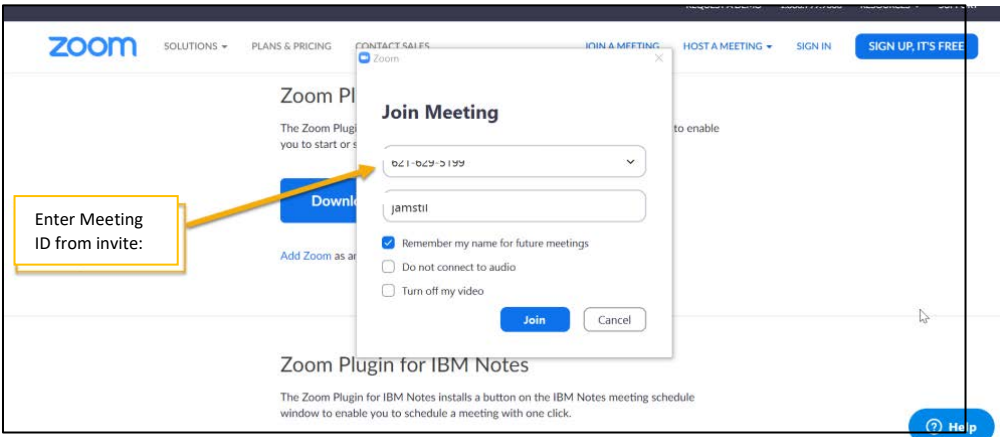 zoom SOLUTIONS PLANS & PRICING CONTACT SALES JOIN A MEETING HOST A MEETING SIGN IN SIGN UP, IT'S FREE
Zoom
Join Meeting
621-629-5199
jamstil
Remember my name for future meetings
Do not connect to audio
Turn off my video
Join Cancel
Enter Meeting
ID from invite:
Zoom Pl
The Zoom Plugi
to enable
you to start or s
Downl
Add Zoom as an
Zoom Plugin for IBM Notes
The Zoom Plugin for IBM Notes installs a button on the IBM Notes meeting schedule
window to enable you to schedule a meeting with one click.
Help